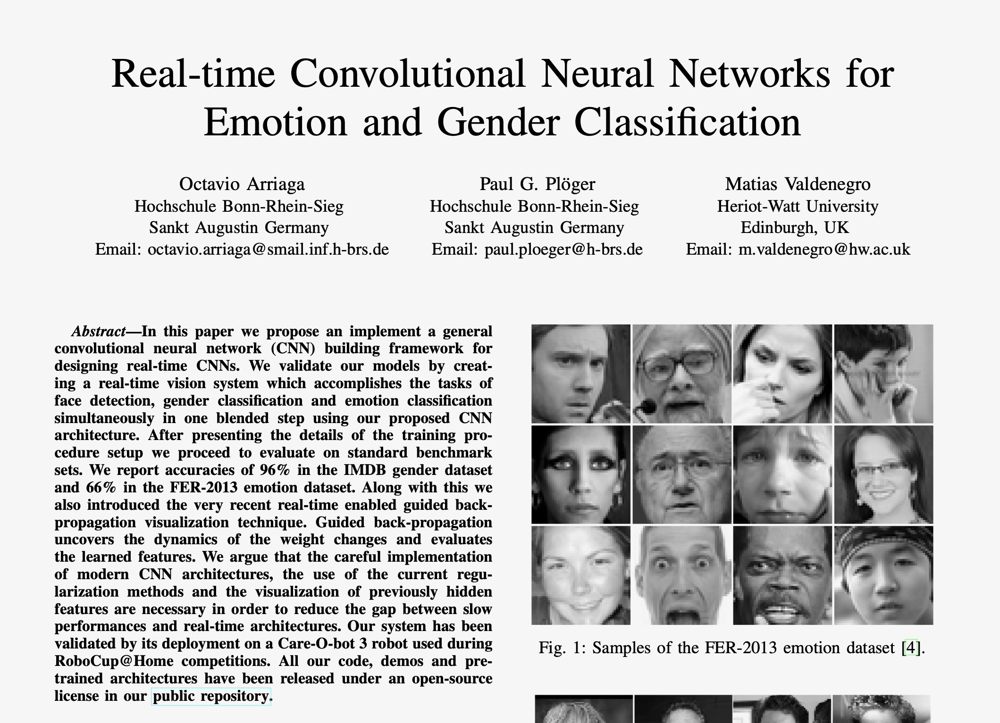 Real-time Convolutional Neural Networks for
Emotion and Gender Classification
Octavio Arriaga
Hochschule Bonn-Rhein-Sieg
Sankt Augustin Germany
Email: octavio.arriaga@smail.inf.h-brs.de
Paul G. Plöger
Hochschule Bonn-Rhein-Sieg
Sankt Augustin Germany
Email: paul.ploeger@h-brs.de
Matias Valdenegro
Heriot-Watt University
Edinburgh, UK
Email: m.valdenegro@hw.ac.uk
Abstract—In this paper we propose an implement a general
convolutional neural network (CNN) building framework for
designing real-time CNNs. We validate our models by creat-
ing a real-time vision system which accomplishes the tasks of
face detection, gender classification and emotion classification
simultaneously in one blended step using our proposed CNN
architecture. After presenting the details of the training pro-
cedure setup we proceed to evaluate on standard benchmark
sets. We report accuracies of 96% in the IMDB gender dataset
and 66% in the FER-2013 emotion dataset. Along with this we
also introduced the very recent real-time enabled guided back-
propagation visualization technique. Guided back-propagation
uncovers the dynamics of the weight changes and evaluates
the learned features. We argue that the careful implementation
of modern CNN architectures, the use of the current regu-
larization methods and the visualization of previously hidden
features are necessary in order to reduce the gap between slow
performances and real-time architectures. Our system has been
validated by its deployment on a Care-O-bot 3 robot used during
RoboCup@Home competitions. All our code, demos and pre-
trained architectures have been released under an open-source
license in our public repository.
Fig. 1: Samples of the FER-2013 emotion dataset [4].